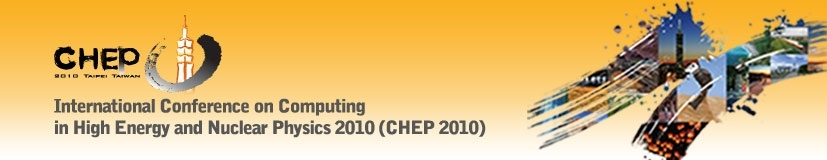 CHEP
2010 TAIPEI TAIWAN
International Conference on Computing
in High Energy and Nuclear Physics 2010 (CHEP 2010)